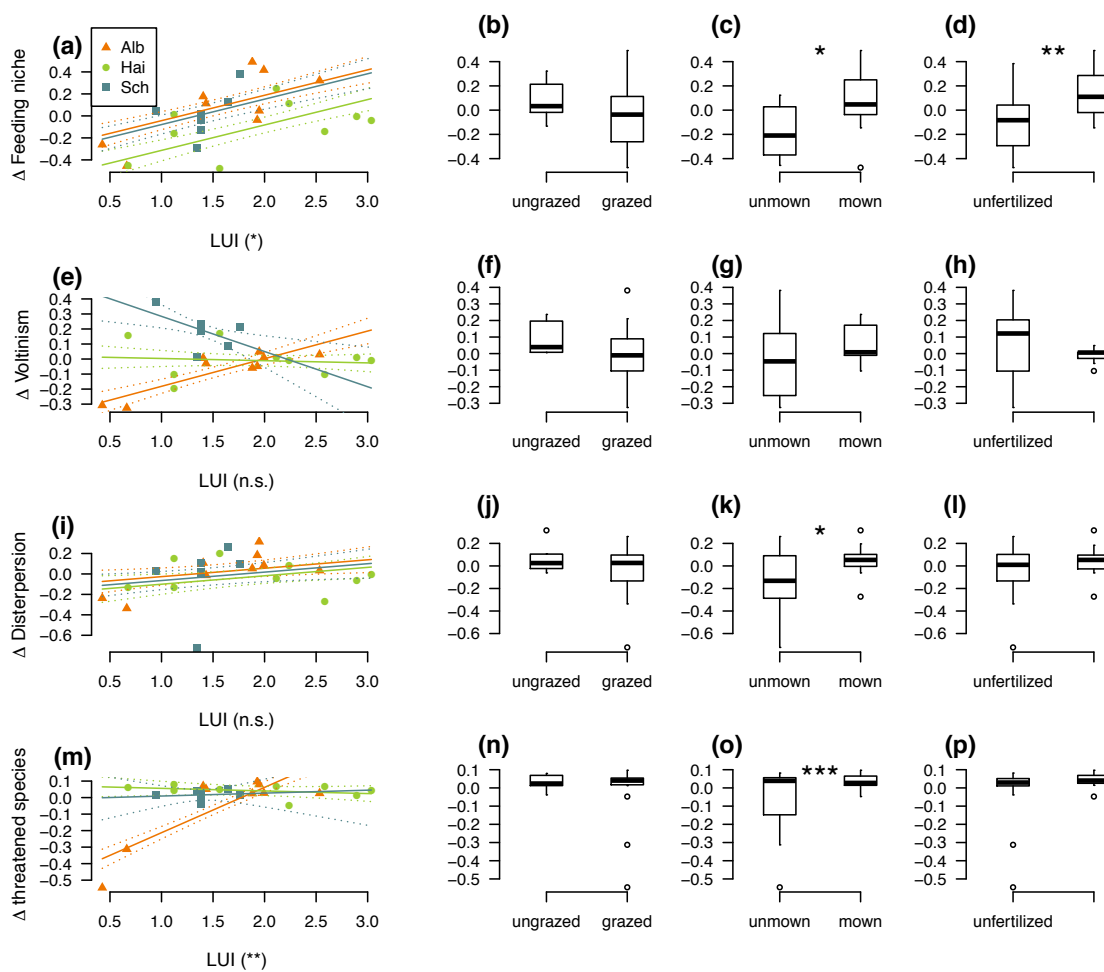 (a)
Alb
Hai
Sch
Δ Feeding niche
0.4
0.2
0.0
−0.2
−0.4
0.5 1.0 1.5 2.0 2.5 3.0
LUI (*)
(b)
0.4
0.2
0.0
−0.2
−0.4
ungrazed grazed
(c)
*
0.4
0.2
0.0
−0.2
−0.4
unmown mown
(d)
**
0.4
0.2
0.0
−0.2
−0.4
unfertilized
(e)
Δ Voltinism
0.4
0.3
0.2
0.1
0.0
−0.1
−0.2
−0.3
0.5 1.0 1.5 2.0 2.5 3.0
LUI (n.s.)
(f)
0.4
0.3
0.2
0.1
0.0
−0.1
−0.2
−0.3
ungrazed grazed
(g)
0.4
0.3
0.2
0.1
0.0
−0.1
−0.2
−0.3
unmown mown
(h)
0.4
0.3
0.2
0.1
0.0
−0.1
−0.2
−0.3
unfertilized
(i)
Δ Disterpersion
0.2
0.0
−0.2
−0.4
−0.6
0.5 1.0 1.5 2.0 2.5 3.0
LUI (n.s.)
(j)
0.2
0.0
−0.2
−0.4
−0.6
ungrazed grazed
(k)
*
0.2
0.0
−0.2
−0.4
−0.6
unmown mown
(l)
0.2
0.0
−0.2
−0.4
−0.6
unfertilized
(m)
Δ threatened species
0.1
0.0
−0.1
−0.2
−0.3
−0.4
−0.5
0.5 1.0 1.5 2.0 2.5 3.0
LUI (**)
(n)
0.1
0.0
−0.1
−0.2
−0.3
−0.4
−0.5
ungrazed grazed
(o)
***
0.1
0.0
−0.1
−0.2
−0.3
−0.4
−0.5
unmown mown
(p)
0.1
0.0
−0.1
−0.2
−0.3
−0.4
−0.5
unfertilized